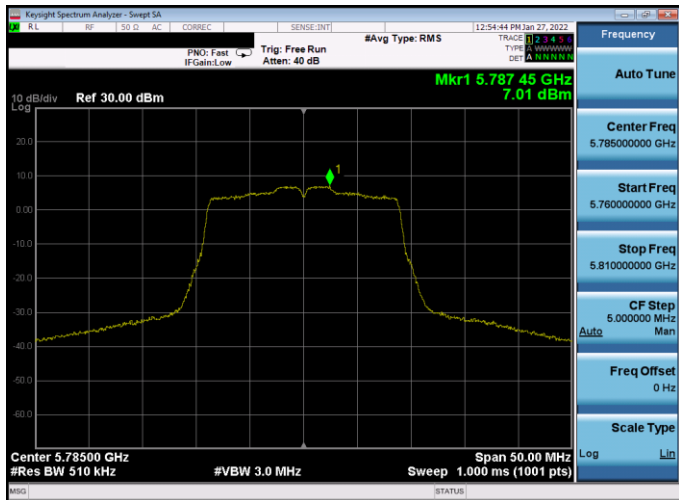 Keysight Spectrum Analyzer - Swept SA
RL RF 50 Ω AC CORREC SENSE:INT 12:54:44 PM Jan 27, 2022
#Avg Type: RMS TRACE 1 2 3 4 5 6
TYPE A WWWWW
DET A N N N N N
PNO: Fast Trig: Free Run
IFGain:Low Atten: 40 dB
Mkr1 5.787 45 GHz
7.01 dBm
10 dB/div Ref 30.00 dBm
Log
1
20.0
10.0
0.00
-10.0
-20.0
-30.0
-40.0
-50.0
-60.0
Center 5.78500 GHz Span 50.00 MHz
#Res BW 510 kHz #VBW 3.0 MHz Sweep 1.000 ms (1001 pts)
MSG STATUS
Frequency
Auto Tune
Center Freq
5.785000000 GHz
Start Freq
5.760000000 GHz
Stop Freq
5.810000000 GHz
CF Step
5.000000 MHz
Auto Man
Freq Offset
0 Hz
Scale Type
Log Lin